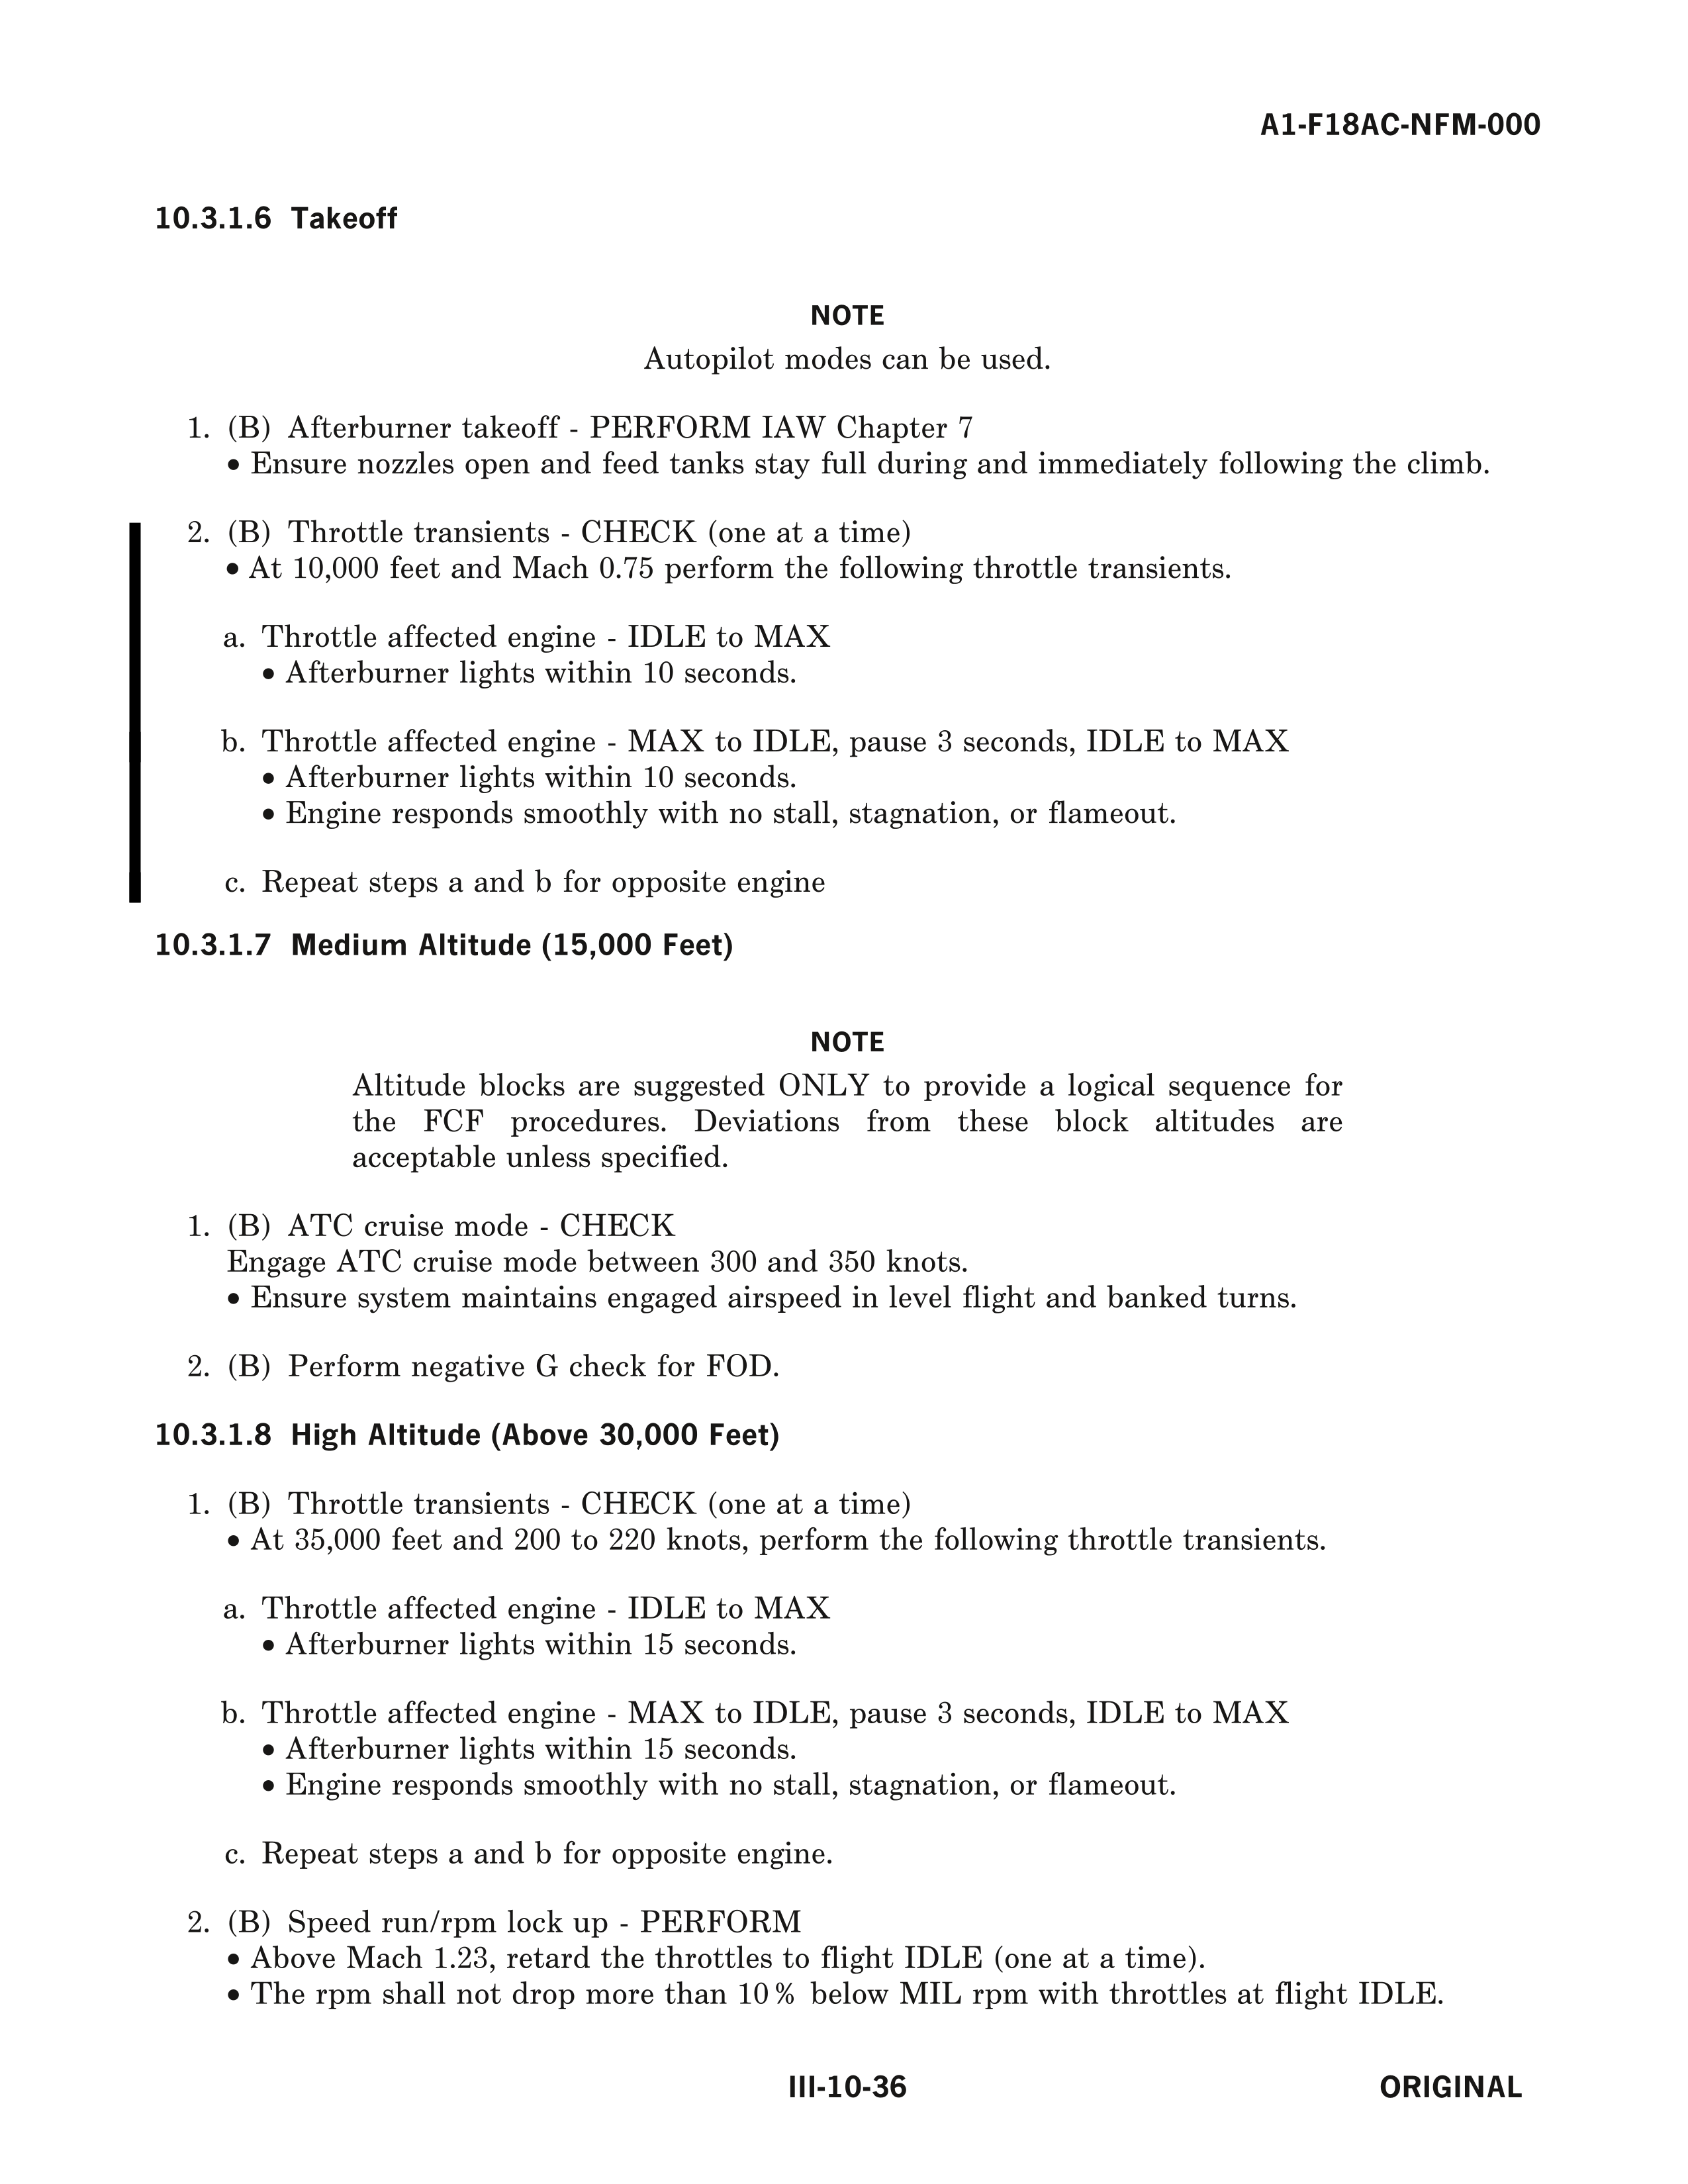 A1-F18AC-NFM-000
10.3.1.6 Takeoff
NOTE
Autopilot modes can be used.
1. (B) Afterburner takeoff - PERFORM IAW Chapter 7
• Ensure nozzles open and feed tanks stay full during and immediately following the climb.
2. (B) Throttle transients - CHECK (one at a time)
• At 10,000 feet and Mach 0.75 perform the following throttle transients.
a. Throttle affected engine - IDLE to MAX
• Afterburner lights within 10 seconds.
b. Throttle affected engine - MAX to IDLE, pause 3 seconds, IDLE to MAX
• Afterburner lights within 10 seconds.
• Engine responds smoothly with no stall, stagnation, or flameout.
c. Repeat steps a and b for opposite engine
10.3.1.7 Medium Altitude (15,000 Feet)
NOTE
Altitude blocks are suggested ONLY to provide a logical sequence for
the FCF procedures. Deviations from these block altitudes are
acceptable unless specified.
1. (B) ATC cruise mode - CHECK
Engage ATC cruise mode between 300 and 350 knots.
• Ensure system maintains engaged airspeed in level flight and banked turns.
2. (B) Perform negative G check for FOD.
10.3.1.8 High Altitude (Above 30,000 Feet)
1. (B) Throttle transients - CHECK (one at a time)
• At 35,000 feet and 200 to 220 knots, perform the following throttle transients.
a. Throttle affected engine - IDLE to MAX
• Afterburner lights within 15 seconds.
b. Throttle affected engine - MAX to IDLE, pause 3 seconds, IDLE to MAX
• Afterburner lights within 15 seconds.
• Engine responds smoothly with no stall, stagnation, or flameout.
c. Repeat steps a and b for opposite engine.
2. (B) Speed run/rpm lock up - PERFORM
• Above Mach 1.23, retard the throttles to flight IDLE (one at a time).
• The rpm shall not drop more than 10% below MIL rpm with throttles at flight IDLE.
III-10-36
ORIGINAL